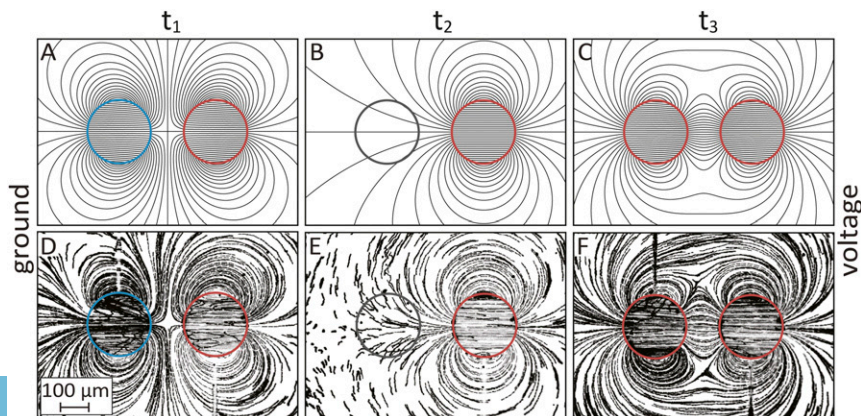 t₁ t₂ t₃
A B C
ground
voltage
D E F
100 μm